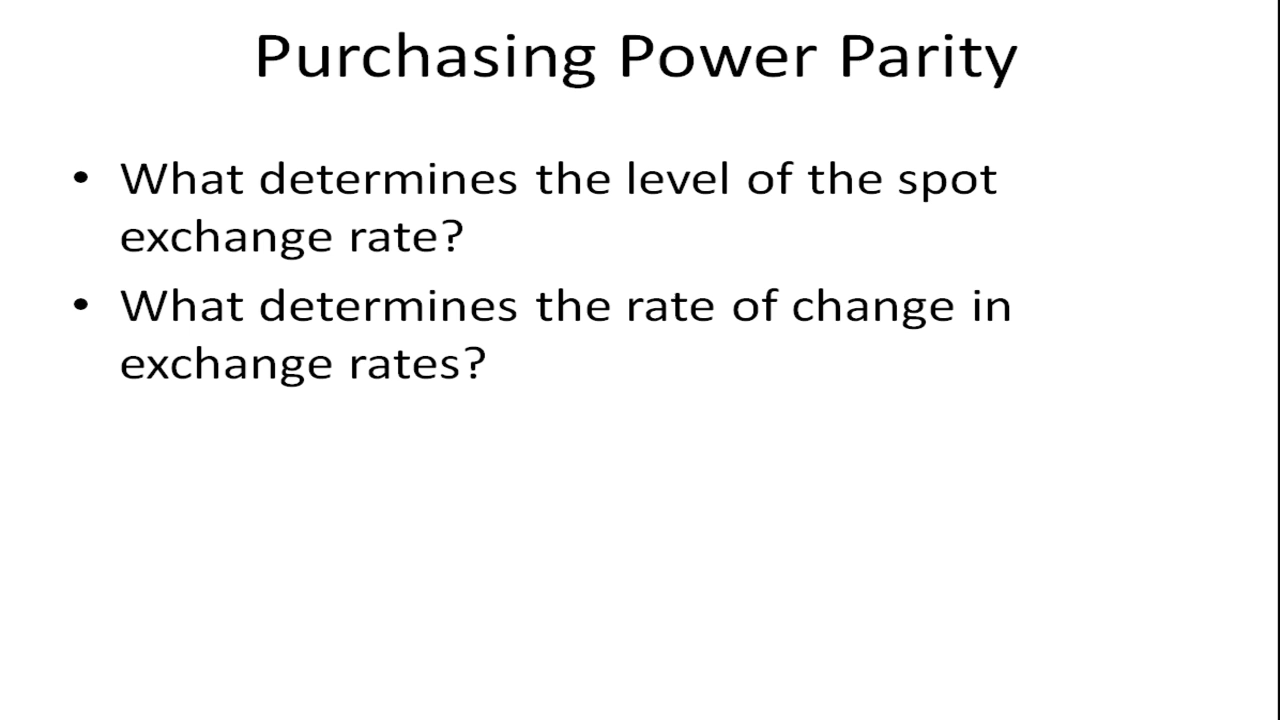 Purchasing Power Parity
• What determines the level of the spot
exchange rate?
• What determines the rate of change in
exchange rates?